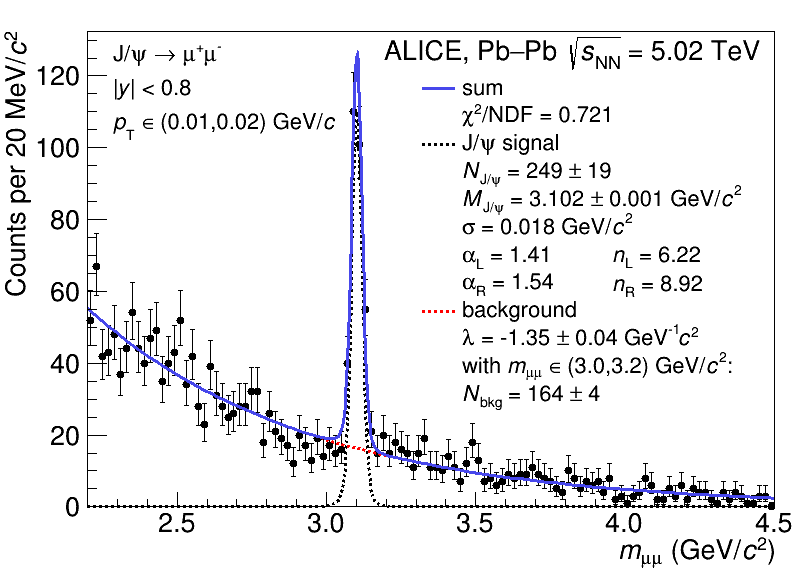 J/ψ → μ⁺μ⁻
|y| < 0.8
p_T ∈ (0.01,0.02) GeV/c
ALICE, Pb–Pb √s_NN = 5.02 TeV
sum
χ²/NDF = 0.721
J/ψ signal
N_J/ψ = 249 ± 19
M_J/ψ = 3.102 ± 0.001 GeV/c²
σ = 0.018 GeV/c²
α_L = 1.41 n_L = 6.22
α_R = 1.54 n_R = 8.92
background
λ = -1.35 ± 0.04 GeV⁻¹c²
with m_μμ ∈ (3.0,3.2) GeV/c²:
N_bkg = 164 ± 4
Counts per 20 MeV/c²
120
100
80
60
40
20
0
2.5 3.0 3.5 4.0 4.5
m_μμ (GeV/c²)